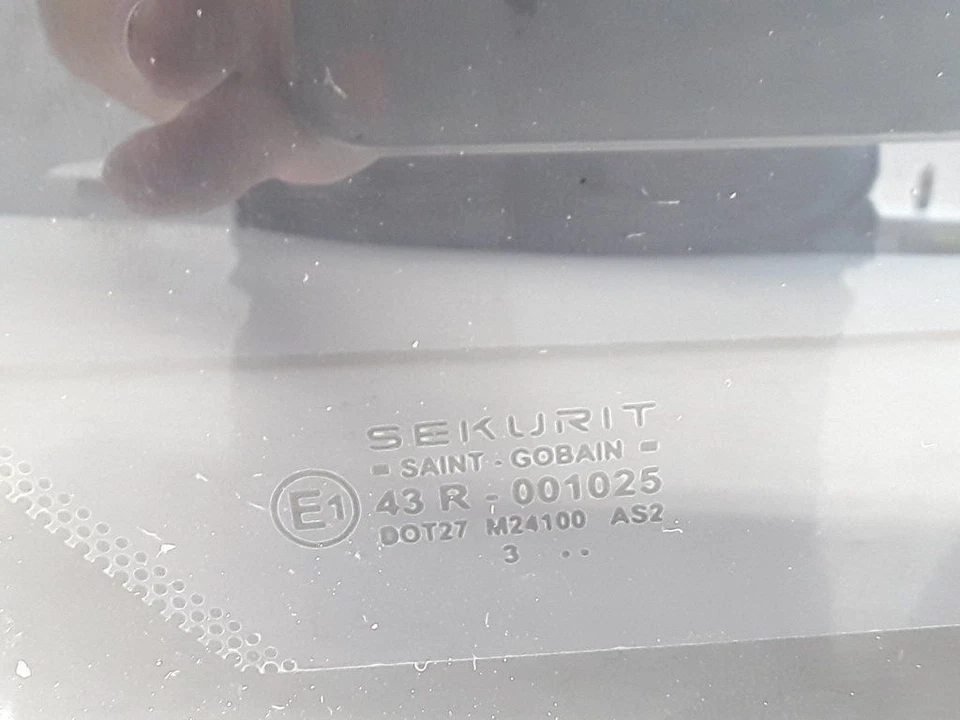 SEKURIT
SAINT - GOBAIN
E1 43 R - 001025
DOT27 M24100 AS2
3 ..